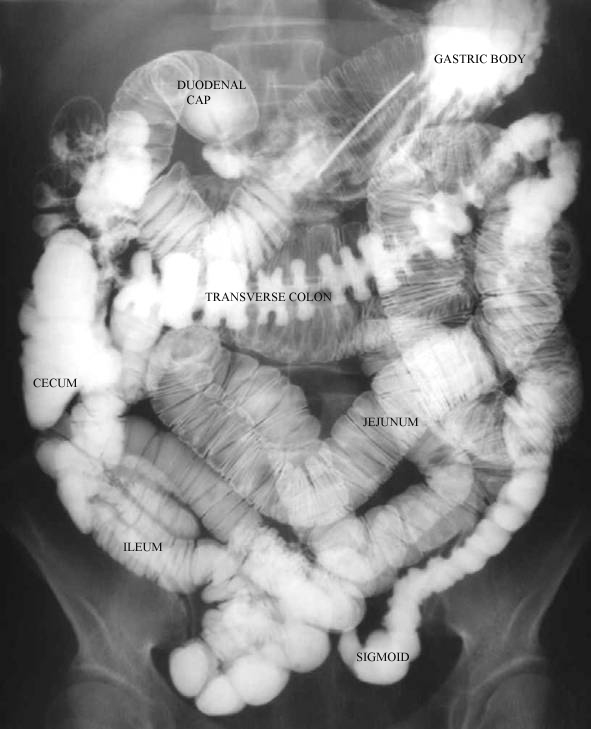 GASTRIC BODY
DUODENAL
CAP
TRANSVERSE COLON
CECUM
JEJUNUM
ILEUM
SIGMOID